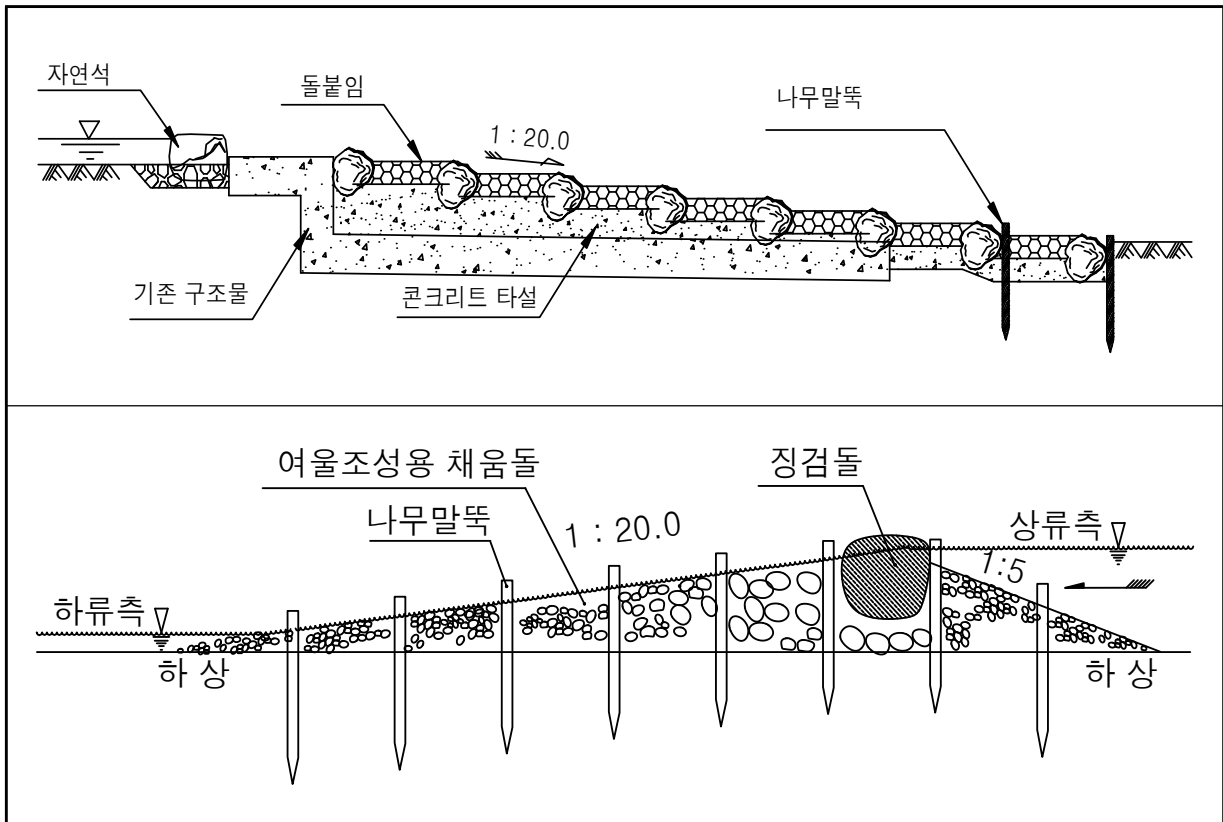 자연석
돌붙임
나무말뚝
1 : 20.0
기존 구조물
콘크리트 타설
여울조성용 채움돌
징검돌
나무말뚝
1 : 20.0
상류측
1:5
하류측
하 상
하 상